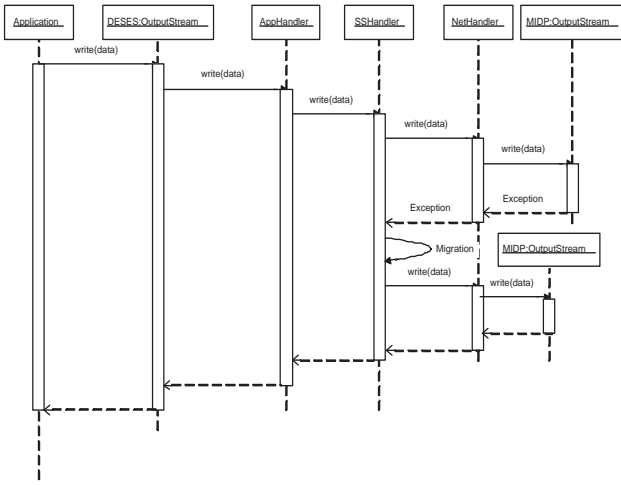 Application
DESES:OutputStream
AppHandler
SSHandler
NetHandler
MIDP:OutputStream
write(data)
write(data)
write(data)
write(data)
write(data)
Exception
Exception
Migration
MIDP:OutputStream
write(data)
write(data)